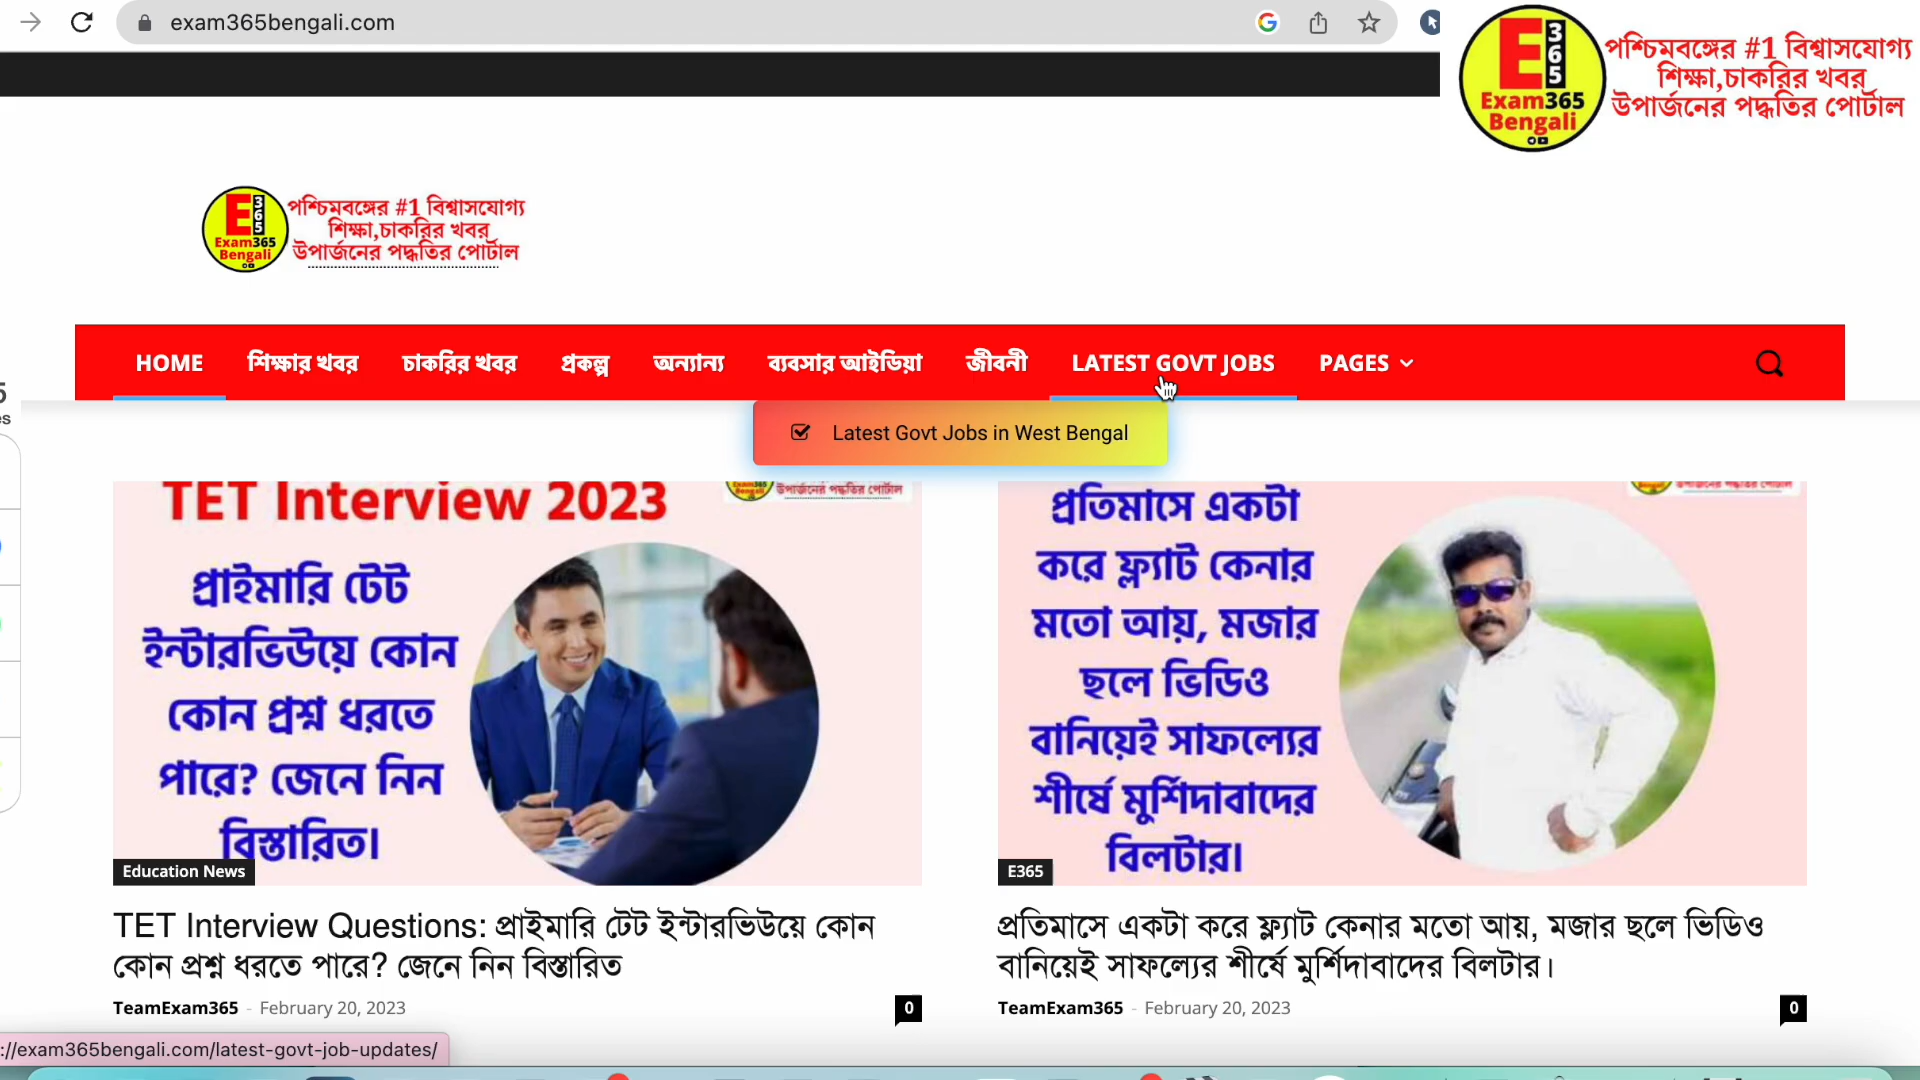 exam365bengali.com
E
365
Exam365
Bengali
পশ্চিমবঙ্গের #1 বিশ্বাসযোগ্য
শিক্ষা,চাকরির খবর
উপার্জনের পদ্ধতির পোর্টাল
E
365
Exam365
Bengali
পশ্চিমবঙ্গের #1 বিশ্বাসযোগ্য
শিক্ষা,চাকরির খবর
উপার্জনের পদ্ধতির পোর্টাল
HOME শিক্ষার খবর চাকরির খবর প্রকল্প অন্যান্য ব্যবসার আইডিয়া জীবনী LATEST GOVT JOBS PAGES
Latest Govt Jobs in West Bengal
TET Interview 2023
উপার্জনের পদ্ধতির পোর্টাল
প্রাইমারি টেট
ইন্টারভিউয়ে কোন
কোন প্রশ্ন ধরতে
পারে? জেনে নিন
বিস্তারিত।
Education News
প্রতিমাসে একটা
করে ফ্ল্যাট কেনার
মতো আয়, মজার
ছলে ভিডিও
বানিয়েই সাফল্যের
শীর্ষে মুর্শিদাবাদের
বিলটার।
E365
TET Interview Questions: প্রাইমারি টেট ইন্টারভিউয়ে কোন
কোন প্রশ্ন ধরতে পারে? জেনে নিন বিস্তারিত
TeamExam365 - February 20, 2023
0
প্রতিমাসে একটা করে ফ্ল্যাট কেনার মতো আয়, মজার ছলে ভিডিও
বানিয়েই সাফল্যের শীর্ষে মুর্শিদাবাদের বিলটার।
TeamExam365 - February 20, 2023
0
://exam365bengali.com/latest-govt-job-updates/